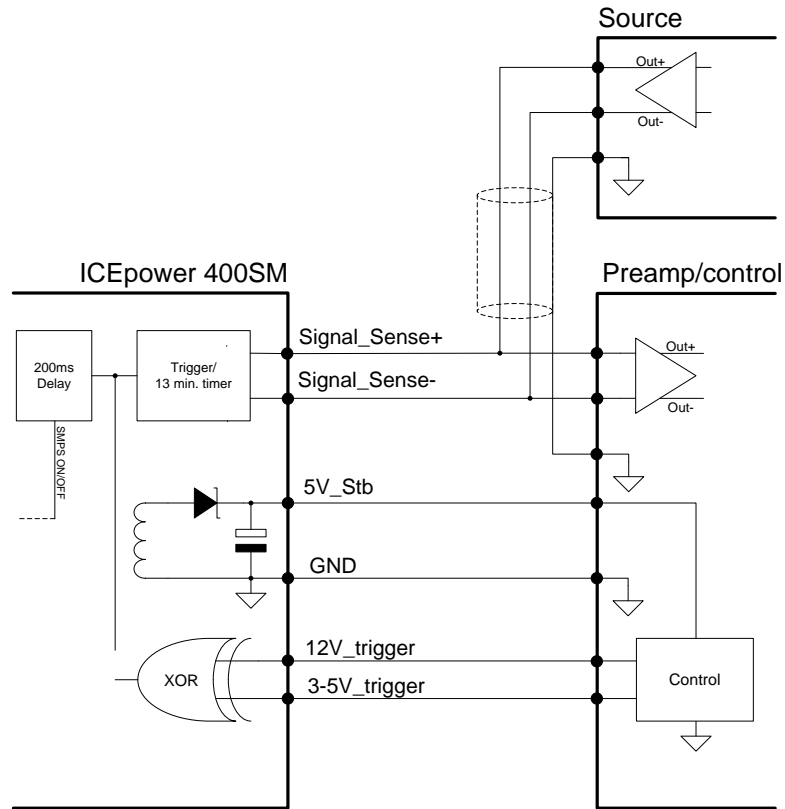 Source
Out+
Out-
ICEpower 400SM
Preamp/control
200ms
Delay
Trigger/
13 min. timer
Signal_Sense+
Signal_Sense-
Out+
Out-
SMPS ON/OFF
5V_Stb
GND
12V_trigger
3-5V_trigger
XOR
Control